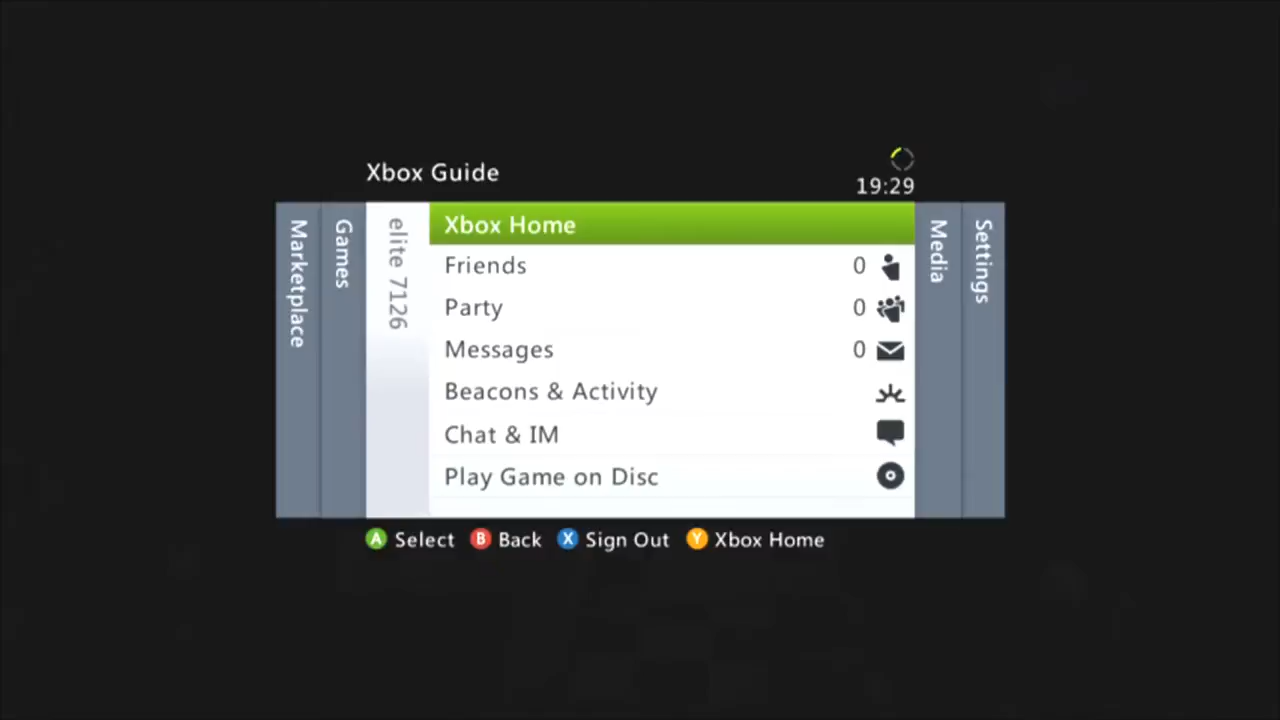 Xbox Guide
19:29
Marketplace
Games
elite 7126
Xbox Home
Friends 0
Party 0
Messages 0
Beacons & Activity
Chat & IM
Play Game on Disc
Media
Settings
A Select B Back X Sign Out Y Xbox Home